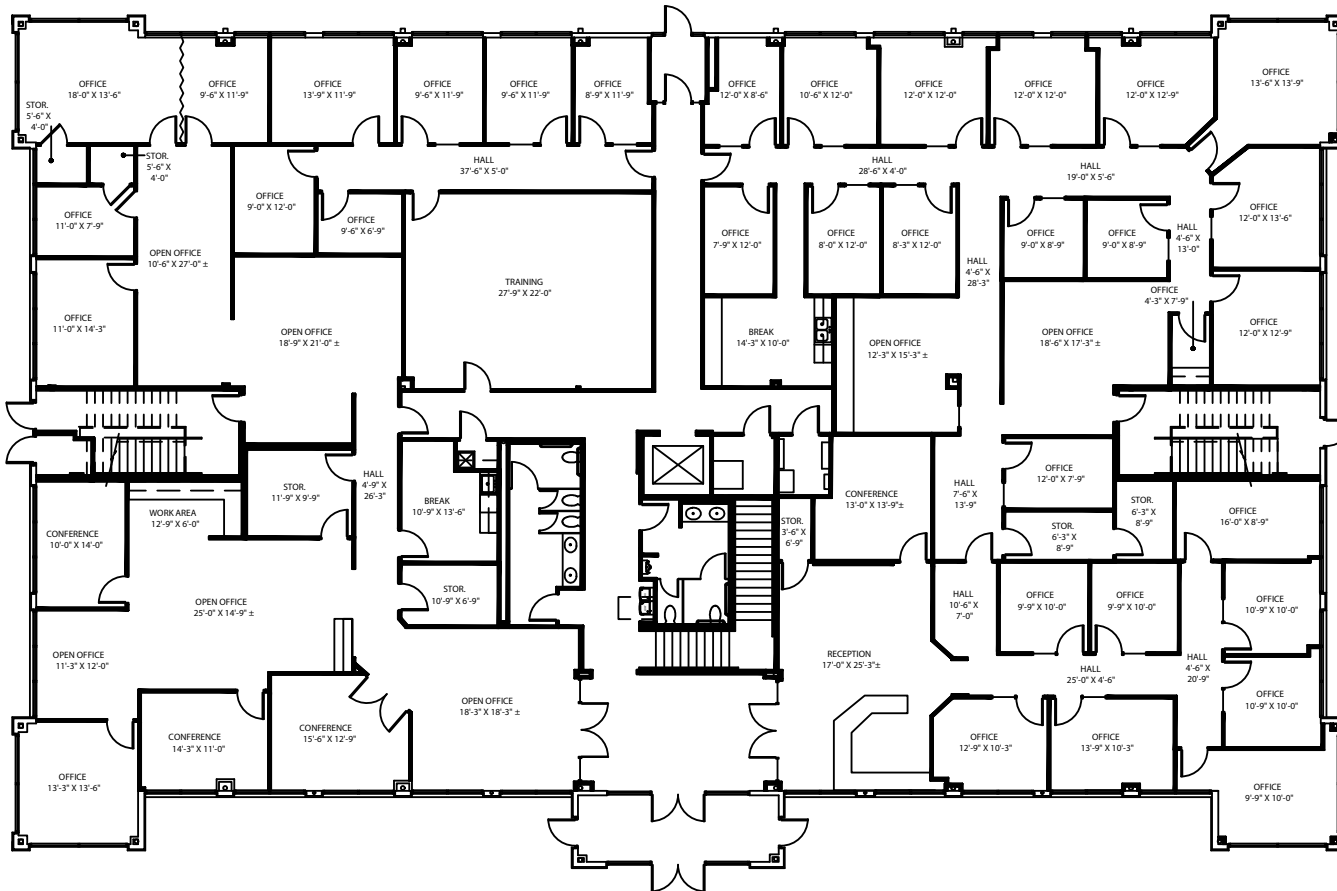 OFFICE
18'-0" X 13'-6"
OFFICE
9'-6" X 11'-9"
OFFICE
13'-9" X 11'-9"
OFFICE
9'-6" X 11'-9"
OFFICE
9'-6" X 11'-9"
OFFICE
8'-9" X 11'-9"
OFFICE
12'-0" X 8'-6"
OFFICE
10'-6" X 12'-0"
OFFICE
12'-0" X 12'-0"
OFFICE
12'-0" X 12'-0"
OFFICE
12'-0" X 12'-9"
OFFICE
13'-6" X 13'-9"
STOR.
5'-6" X
4'-0"
STOR.
5'-6" X
4'-0"
HALL
37'-6" X 5'-0"
HALL
28'-6" X 4'-0"
HALL
19'-0" X 5'-6"
OFFICE
11'-0" X 7'-9"
OFFICE
9'-0" X 12'-0"
OFFICE
9'-6" X 6'-9"
OFFICE
7'-9" X 12'-0"
OFFICE
8'-0" X 12'-0"
OFFICE
8'-3" X 12'-0"
OFFICE
9'-0" X 8'-9"
OFFICE
9'-0" X 8'-9"
HALL
4'-6" X
13'-0"
OFFICE
12'-0" X 13'-6"
OPEN OFFICE
10'-6" X 27'-0" ±
TRAINING
27'-9" X 22'-0"
HALL
4'-6" X
28'-3"
OFFICE
4'-3" X 7'-9"
OFFICE
11'-0" X 14'-3"
OPEN OFFICE
18'-9" X 21'-0" ±
BREAK
14'-3" X 10'-0"
OPEN OFFICE
12'-3" X 15'-3" ±
OPEN OFFICE
18'-6" X 17'-3" ±
OFFICE
12'-0" X 12'-9"
STOR.
11'-9" X 9'-9"
HALL
4'-9" X
26'-3"
BREAK
10'-9" X 13'-6"
CONFERENCE
13'-0" X 13'-9"±
HALL
7'-6" X
13'-9"
OFFICE
12'-0" X 7'-9"
CONFERENCE
10'-0" X 14'-0"
WORK AREA
12'-9" X 6'-0"
STOR.
3'-6" X
6'-9"
STOR.
6'-3" X
8'-9"
STOR.
6'-3" X
8'-9"
OFFICE
16'-0" X 8'-9"
OPEN OFFICE
25'-0" X 14'-9" ±
STOR.
10'-9" X 6'-9"
HALL
10'-6" X
7'-0"
OFFICE
9'-9" X 10'-0"
OFFICE
9'-9" X 10'-0"
OFFICE
10'-9" X 10'-0"
OPEN OFFICE
11'-3" X 12'-0"
RECEPTION
17'-0" X 25'-3"±
HALL
25'-0" X 4'-6"
HALL
4'-6" X
20'-9"
OFFICE
10'-9" X 10'-0"
CONFERENCE
14'-3" X 11'-0"
CONFERENCE
15'-6" X 12'-9"
OPEN OFFICE
18'-3" X 18'-3" ±
OFFICE
12'-9" X 10'-3"
OFFICE
13'-9" X 10'-3"
OFFICE
13'-3" X 13'-6"
OFFICE
9'-9" X 10'-0"